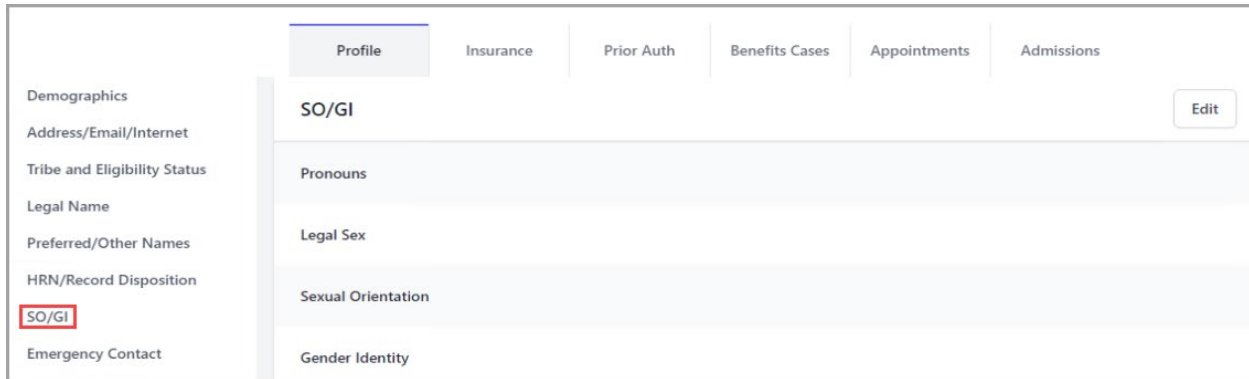 Profile
Insurance
Prior Auth
Benefits Cases
Appointments
Admissions
Demographics
Address/Email/Internet
Tribe and Eligibility Status
Legal Name
Preferred/Other Names
HRN/Record Disposition
SO/GI
Emergency Contact
SO/GI
Edit
Pronouns
Legal Sex
Sexual Orientation
Gender Identity